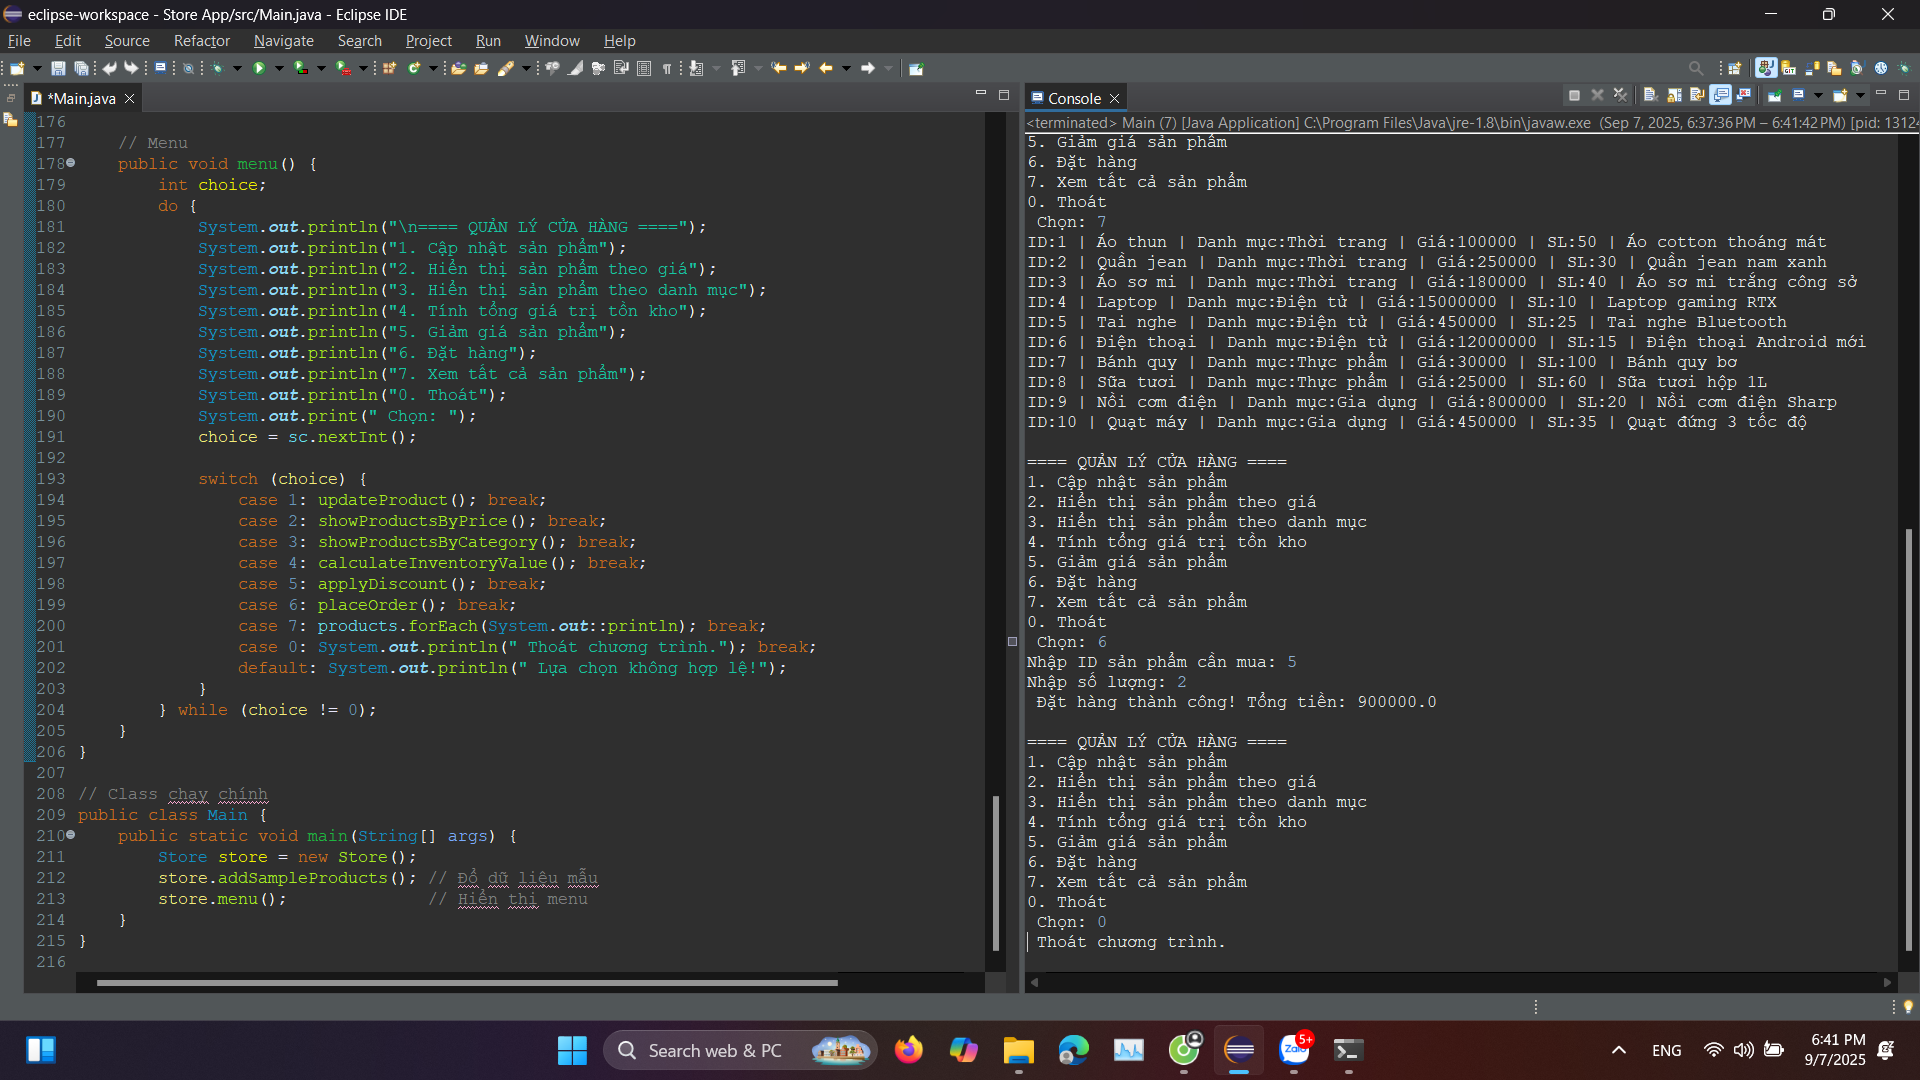 eclipse-workspace - Store App/src/Main.java - Eclipse IDE
File Edit Source Refactor Navigate Search Project Run Window Help
*Main.java
176
177 // Menu
178 public void menu() {
179 int choice;
180 do {
181 System.out.println("\n==== QUẢN LÝ CỬA HÀNG ====");
182 System.out.println("1. Cập nhật sản phẩm");
183 System.out.println("2. Hiển thị sản phẩm theo giá");
184 System.out.println("3. Hiển thị sản phẩm theo danh mục");
185 System.out.println("4. Tính tổng giá trị tồn kho");
186 System.out.println("5. Giảm giá sản phẩm");
187 System.out.println("6. Đặt hàng");
188 System.out.println("7. Xem tất cả sản phẩm");
189 System.out.println("0. Thoát");
190 System.out.print(" Chọn: ");
191 choice = sc.nextInt();
192
193 switch (choice) {
194 case 1: updateProduct(); break;
195 case 2: showProductsByPrice(); break;
196 case 3: showProductsByCategory(); break;
197 case 4: calculateInventoryValue(); break;
198 case 5: applyDiscount(); break;
199 case 6: placeOrder(); break;
200 case 7: products.forEach(System.out::println); break;
201 case 0: System.out.println(" Thoát chương trình."); break;
202 default: System.out.println(" Lựa chọn không hợp lệ!");
203 }
204 } while (choice != 0);
205 }
206 }
207
208 // Class chạy chính
209 public class Main {
210 public static void main(String[] args) {
211 Store store = new Store();
212 store.addSampleProducts(); // Đổ dữ liệu mẫu
213 store.menu(); // Hiển thị menu
214 }
215 }
216
Console
<terminated> Main (7) [Java Application] C:\Program Files\Java\jre-1.8\bin\javaw.exe (Sep 7, 2025, 6:37:36 PM – 6:41:42 PM) [pid: 13124
5. Giảm giá sản phẩm
6. Đặt hàng
7. Xem tất cả sản phẩm
0. Thoát
Chọn: 7
ID:1 | Áo thun | Danh mục:Thời trang | Giá:100000 | SL:50 | Áo cotton thoáng mát
ID:2 | Quần jean | Danh mục:Thời trang | Giá:250000 | SL:30 | Quần jean nam xanh
ID:3 | Áo sơ mi | Danh mục:Thời trang | Giá:180000 | SL:40 | Áo sơ mi trắng công sở
ID:4 | Laptop | Danh mục:Điện tử | Giá:15000000 | SL:10 | Laptop gaming RTX
ID:5 | Tai nghe | Danh mục:Điện tử | Giá:450000 | SL:25 | Tai nghe Bluetooth
ID:6 | Điện thoại | Danh mục:Điện tử | Giá:12000000 | SL:15 | Điện thoại Android mới
ID:7 | Bánh quy | Danh mục:Thực phẩm | Giá:30000 | SL:100 | Bánh quy bơ
ID:8 | Sữa tươi | Danh mục:Thực phẩm | Giá:25000 | SL:60 | Sữa tươi hộp 1L
ID:9 | Nồi cơm điện | Danh mục:Gia dụng | Giá:800000 | SL:20 | Nồi cơm điện Sharp
ID:10 | Quạt máy | Danh mục:Gia dụng | Giá:450000 | SL:35 | Quạt đứng 3 tốc độ
==== QUẢN LÝ CỬA HÀNG ====
1. Cập nhật sản phẩm
2. Hiển thị sản phẩm theo giá
3. Hiển thị sản phẩm theo danh mục
4. Tính tổng giá trị tồn kho
5. Giảm giá sản phẩm
6. Đặt hàng
7. Xem tất cả sản phẩm
0. Thoát
Chọn: 6
Nhập ID sản phẩm cần mua: 5
Nhập số lượng: 2
Đặt hàng thành công! Tổng tiền: 900000.0
==== QUẢN LÝ CỬA HÀNG ====
1. Cập nhật sản phẩm
2. Hiển thị sản phẩm theo giá
3. Hiển thị sản phẩm theo danh mục
4. Tính tổng giá trị tồn kho
5. Giảm giá sản phẩm
6. Đặt hàng
7. Xem tất cả sản phẩm
0. Thoát
Chọn: 0
Thoát chương trình.
Search web & PC
Zalo
5+
ENG
6:41 PM
9/7/2025